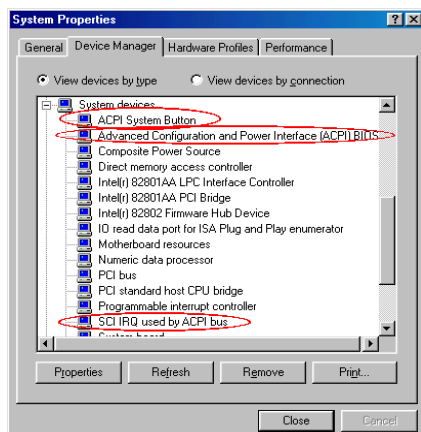 System Properties
General Device Manager Hardware Profiles Performance
View devices by type View devices by connection
System devices
ACPI System Button
Advanced Configuration and Power Interface (ACPI) BIOS
Composite Power Source
Direct memory access controller
Intel(r) 82801AA LPC Interface Controller
Intel(r) 82801AA PCI Bridge
Intel(r) 82802 Firmware Hub Device
IO read data port for ISA Plug and Play enumerator
Motherboard resources
Numeric data processor
PCI bus
PCI standard host CPU bridge
Programmable interrupt controller
SCI IRQ used by ACPI bus
System board
Properties Refresh Remove Print...
Close Cancel